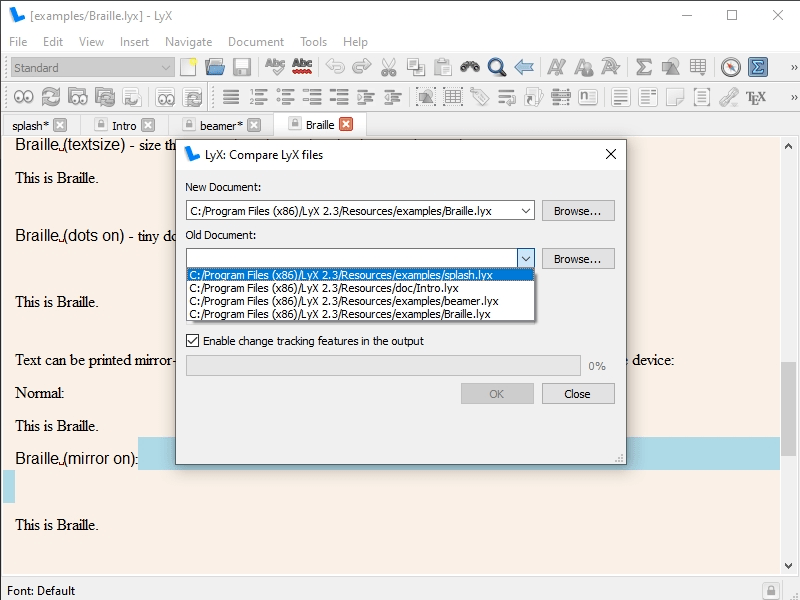 [examples/Braille.lyx] - LyX
File Edit View Insert Navigate Document Tools Help
Standard
splash* Intro beamer* Braille
Braille (textsize) - size th
This is Braille.
Braille (dots on) - tiny do
This is Braille.
Text can be printed mirror- e device:
Normal:
This is Braille.
Braille (mirror on):
This is Braille.
LyX: Compare LyX files
New Document:
C:/Program Files (x86)/LyX 2.3/Resources/examples/Braille.lyx Browse...
Old Document:
Browse...
C:/Program Files (x86)/LyX 2.3/Resources/examples/splash.lyx
C:/Program Files (x86)/LyX 2.3/Resources/doc/Intro.lyx
C:/Program Files (x86)/LyX 2.3/Resources/examples/beamer.lyx
C:/Program Files (x86)/LyX 2.3/Resources/examples/Braille.lyx
Enable change tracking features in the output
0%
OK Close
Font: Default